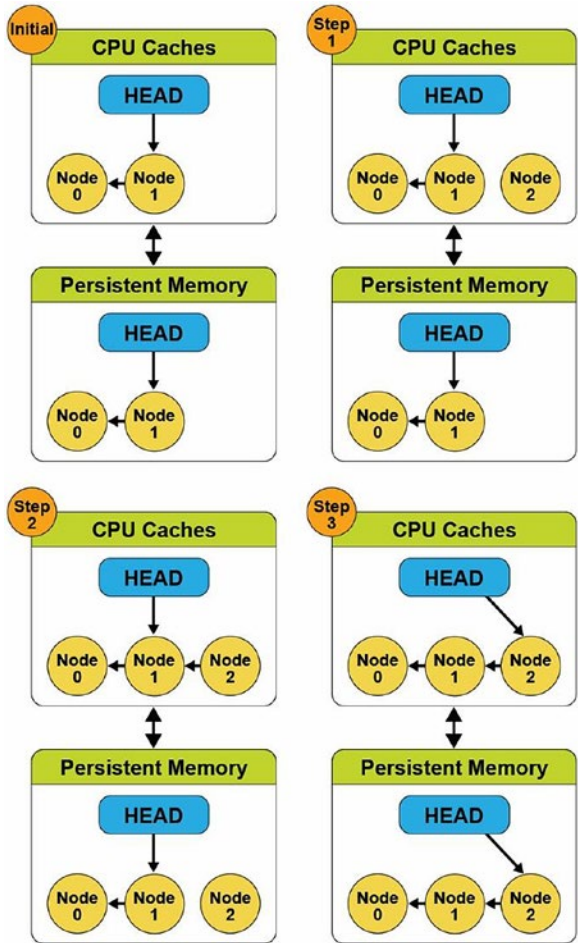 Initial
CPU Caches
HEAD
Node
0
Node
1
Persistent Memory
HEAD
Node
0
Node
1
Step
1
CPU Caches
HEAD
Node
0
Node
1
Node
2
Persistent Memory
HEAD
Node
0
Node
1
Step
2
CPU Caches
HEAD
Node
0
Node
1
Node
2
Persistent Memory
HEAD
Node
0
Node
1
Node
2
Step
3
CPU Caches
HEAD
Node
0
Node
1
Node
2
Persistent Memory
HEAD
Node
0
Node
1
Node
2